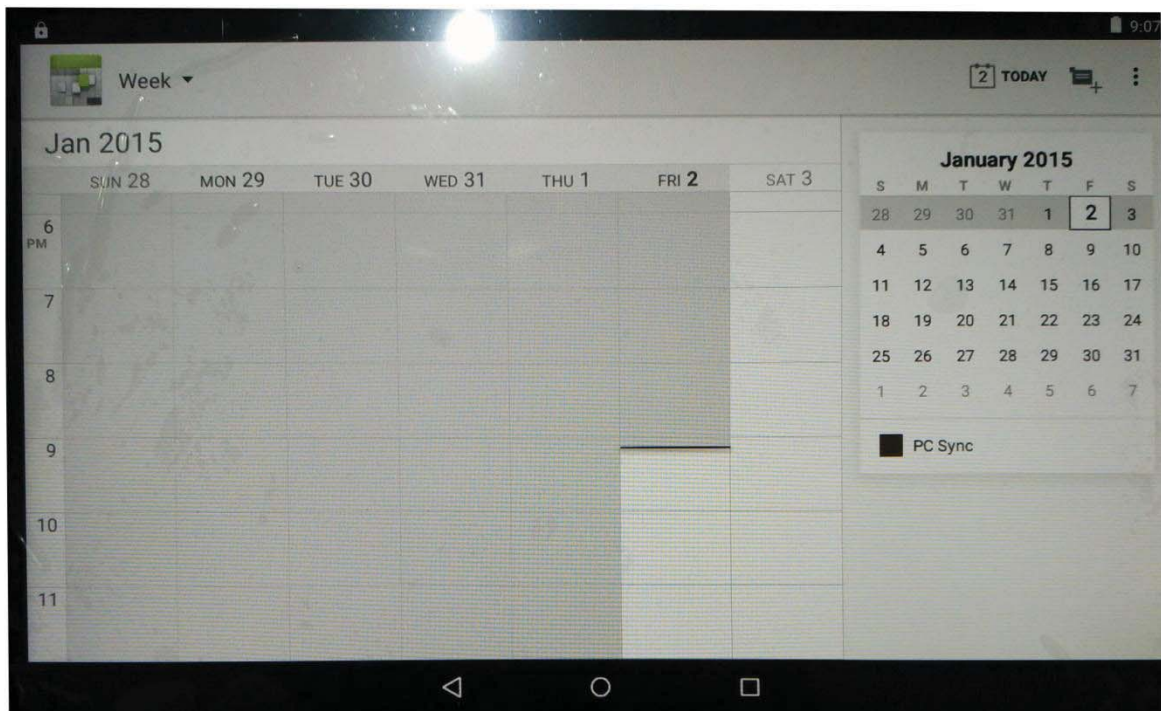 9:07
Week
2 TODAY
Jan 2015
SUN 28 MON 29 TUE 30 WED 31 THU 1 FRI 2 SAT 3
6
PM
7
8
9
10
11
January 2015
S M T W T F S
28 29 30 31 1 2 3
4 5 6 7 8 9 10
11 12 13 14 15 16 17
18 19 20 21 22 23 24
25 26 27 28 29 30 31
1 2 3 4 5 6 7
PC Sync